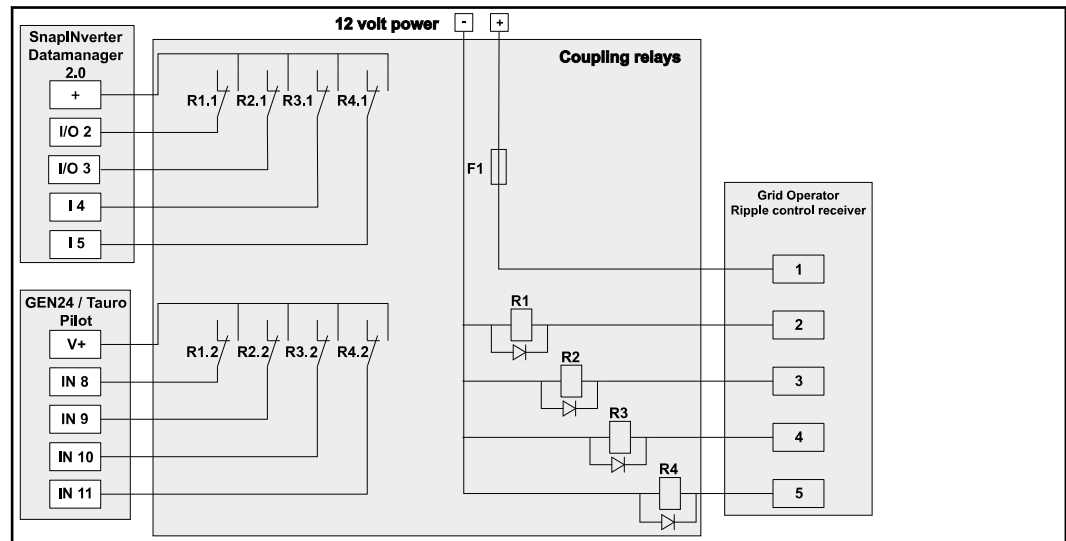 12 volt power - +
SnapINverter
Datamanager
2.0
+
I/O 2
I/O 3
I 4
I 5
R1.1 R2.1 R3.1 R4.1
Coupling relays
F1
GEN24 / Tauro
Pilot
V+
IN 8
IN 9
IN 10
IN 11
R1.2 R2.2 R3.2 R4.2
R1
R2
R3
R4
Grid Operator
Ripple control receiver
1
2
3
4
5